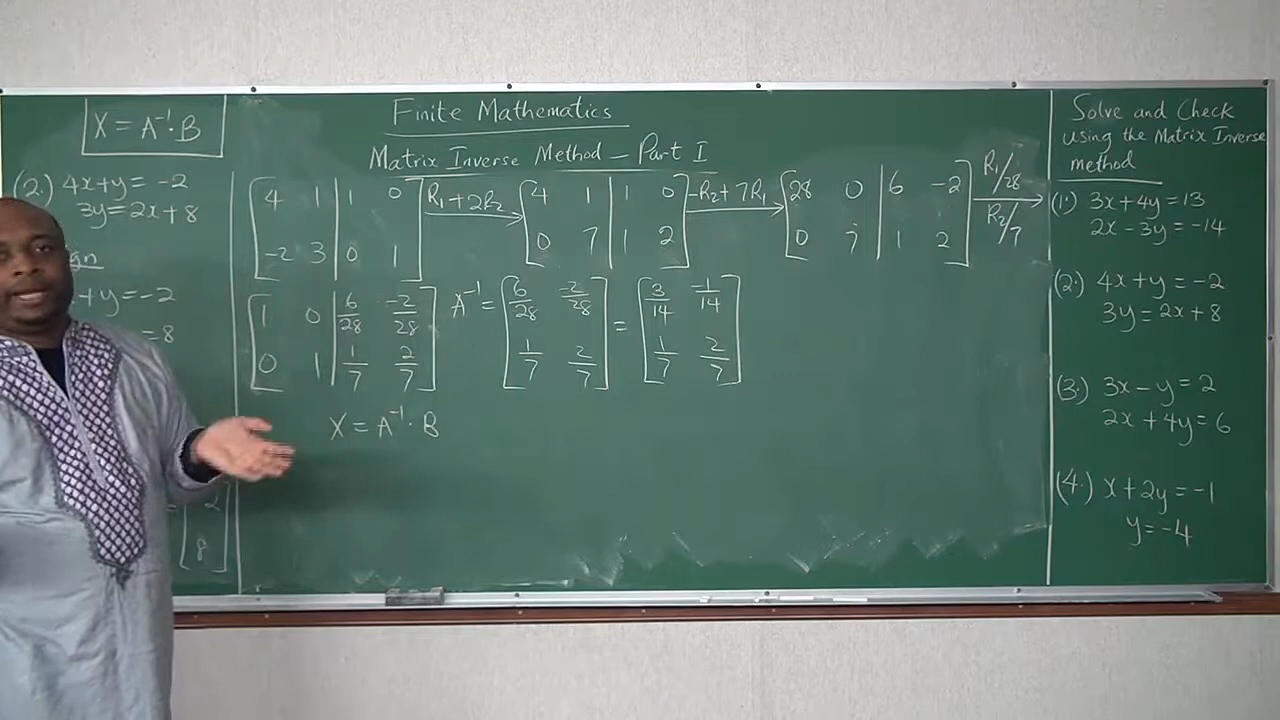 X = A⁻¹·B
(2.) 4x+y = -2
3y = 2x+8
+y = -2
= 8
8
Finite Mathematics
Matrix Inverse Method – Part I
[4 1 | 1 0
-2 3 | 0 1]
R₁+2R₂
[4 1 | 1 0
0 7 | 1 2]
-R₂+7R₁
[28 0 | 6 -2
0 7 | 1 2]
R₁/28
R₂/7
[1 0 | 6/28 -2/28
0 1 | 1/7 2/7]
A⁻¹ = [6/28 -2/28
1/7 2/7]
= [3/14 -1/14
1/7 2/7]
X = A⁻¹·B
Solve and Check
using the Matrix Inverse
method
(1.) 3x+4y = 13
2x-3y = -14
(2.) 4x+y = -2
3y = 2x+8
(3.) 3x-y = 2
2x+4y = 6
(4.) x+2y = -1
y = -4